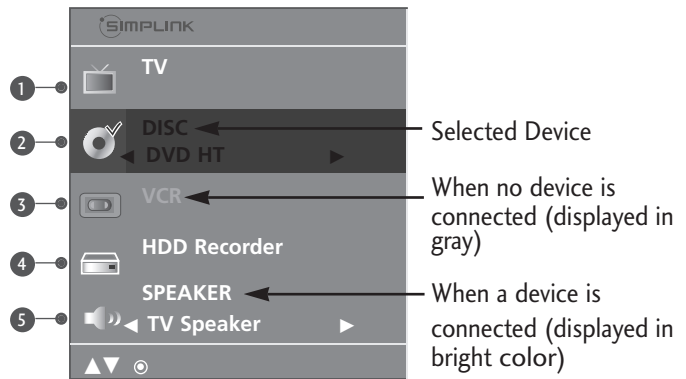 SIMPLINK
1 TV
2 DISC
◀ DVD HT ▶
3 VCR
4 HDD Recorder
5 SPEAKER
◀ TV Speaker ▶
▲▼ ◉
Selected Device
When no device is
connected (displayed in
gray)
When a device is
connected (displayed in
bright color)